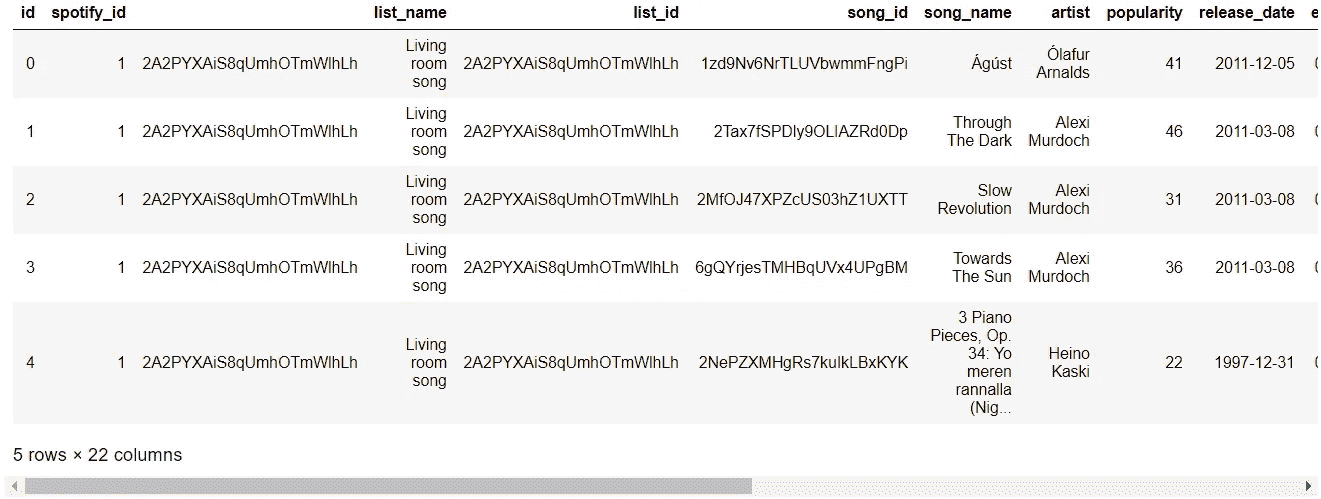 id spotify_id list_name list_id song_id song_name artist popularity release_date e
0 1 2A2PYXAiS8qUmhOTmWlhLh Living room song 2A2PYXAiS8qUmhOTmWlhLh 1zd9Nv6NrTLUVbwmmFngPi Ágúst Ólafur Arnalds 41 2011-12-05
1 1 2A2PYXAiS8qUmhOTmWlhLh Living room song 2A2PYXAiS8qUmhOTmWlhLh 2Tax7fSPDly9OLlAZRd0Dp Through The Dark Alexi Murdoch 46 2011-03-08
2 1 2A2PYXAiS8qUmhOTmWlhLh Living room song 2A2PYXAiS8qUmhOTmWlhLh 2MfOJ47XPZcUS03hZ1UXTT Slow Revolution Alexi Murdoch 31 2011-03-08
3 1 2A2PYXAiS8qUmhOTmWlhLh Living room song 2A2PYXAiS8qUmhOTmWlhLh 6gQYrjesTMHBqUVx4UPgBM Towards The Sun Alexi Murdoch 36 2011-03-08
4 1 2A2PYXAiS8qUmhOTmWlhLh Living room song 2A2PYXAiS8qUmhOTmWlhLh 2NePZXMHgRs7kulkLBxKYK 3 Piano Pieces, Op. 34: Yo meren rannalla (Nig... Heino Kaski 22 1997-12-31
5 rows × 22 columns